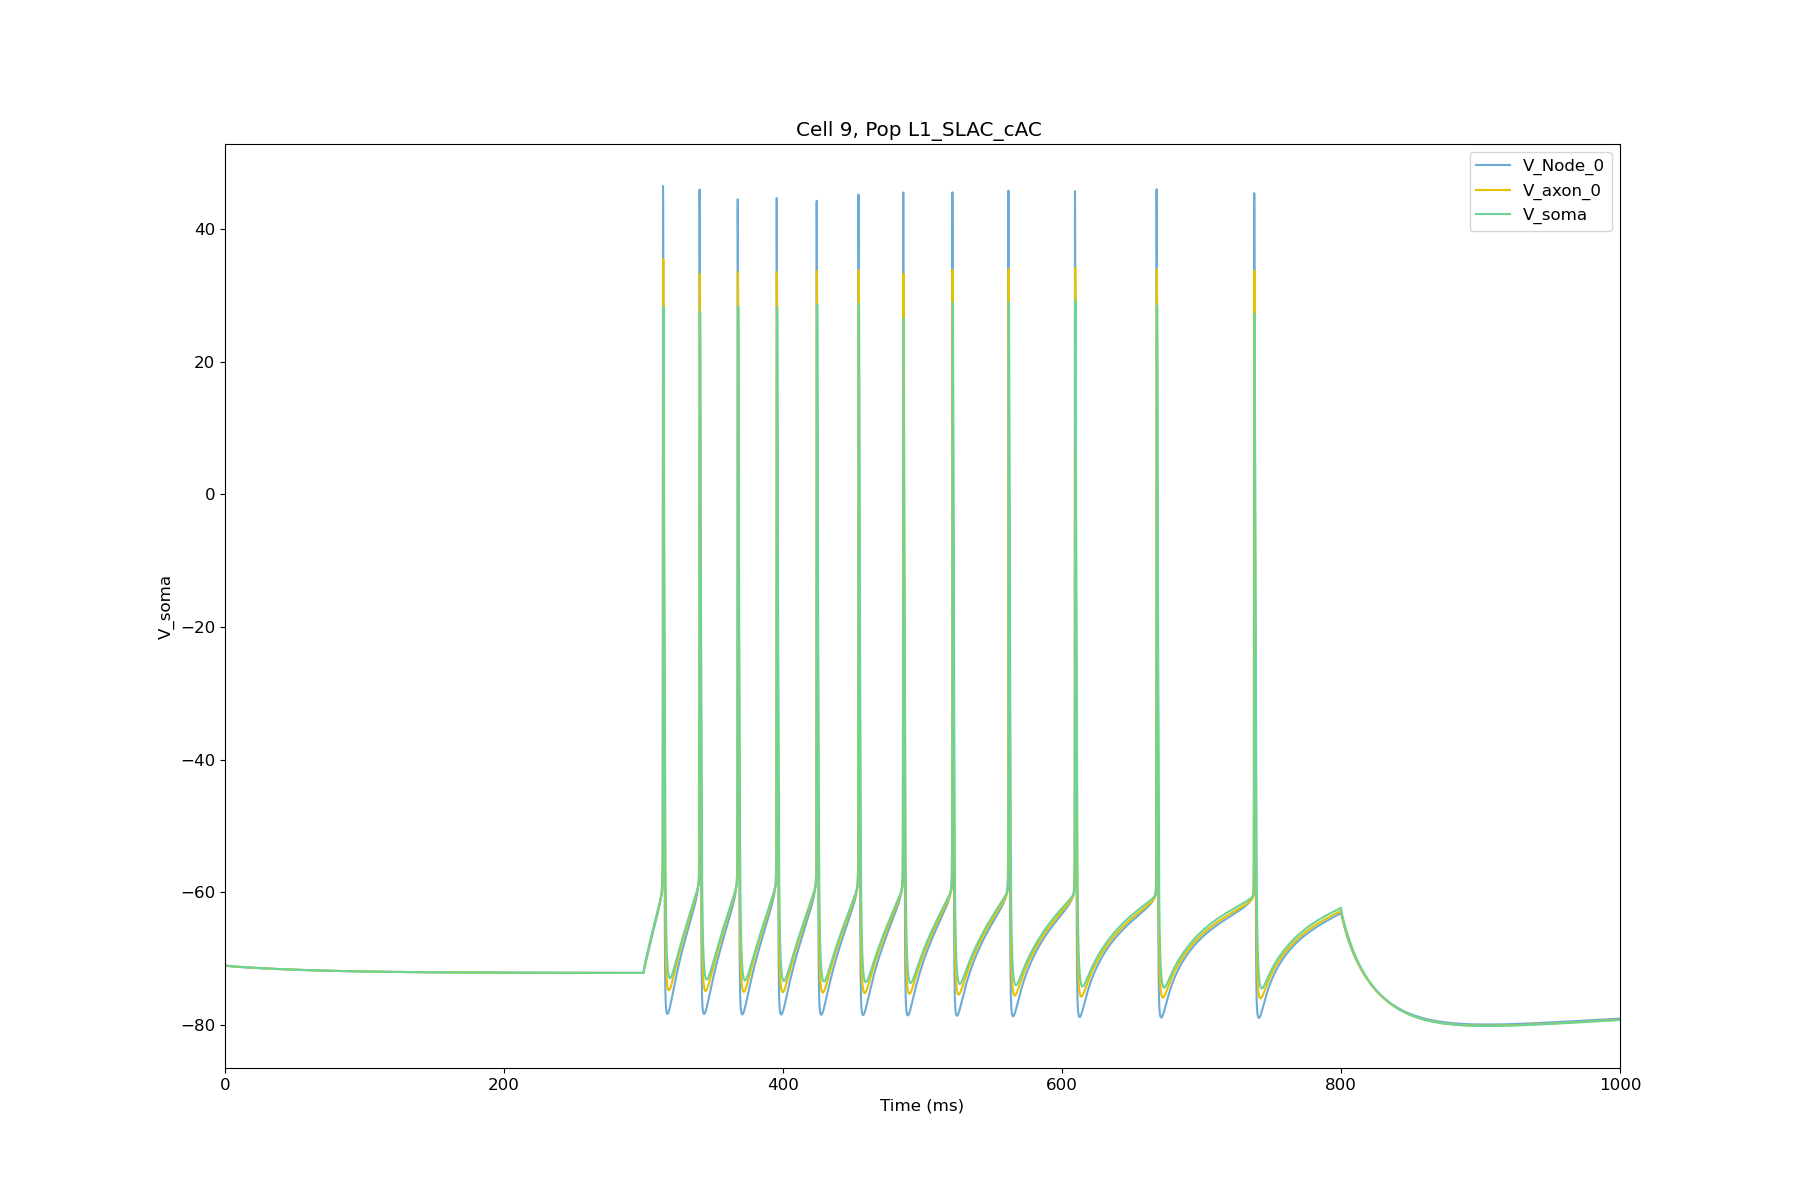 Cell 9, Pop L1_SLAC_cAC
V_Node_0
V_axon_0
V_soma
40
20
0
−20
−40
−60
−80
V_soma
0 200 400 600 800 1000
Time (ms)